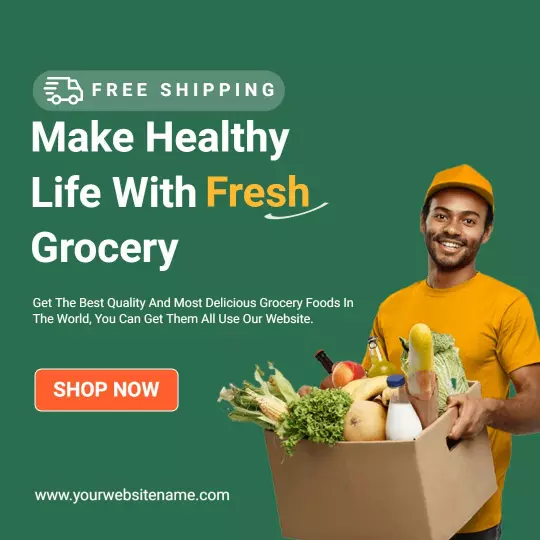 FREE SHIPPING
Make Healthy
Life With Fresh
Grocery
Get The Best Quality And Most Delicious Grocery Foods In
The World, You Can Get Them All Use Our Website.
SHOP NOW
www.yourwebsitename.com